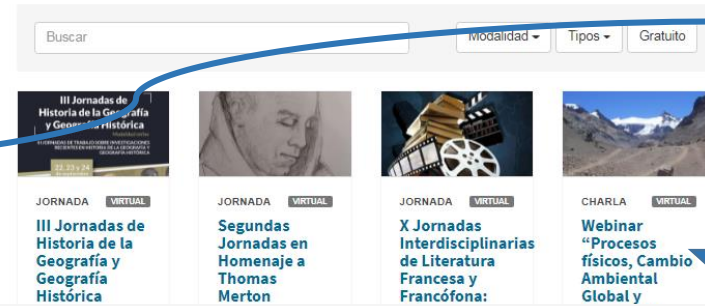 Buscar
Modalidad
Tipos
Gratuito
III Jornadas de
Historia de la Geografía
y Geografía Histórica
22, 23 y 24
JORNADA VIRTUAL
III Jornadas de
Historia de la
Geografía y
Geografía
Histórica
JORNADA VIRTUAL
Segundas
Jornadas en
Homenaje a
Thomas
Merton
JORNADA VIRTUAL
X Jornadas
Interdisciplinarias
de Literatura
Francesa y
Francófona:
CHARLA VIRTUAL
Webinar
“Procesos
físicos, Cambio
Ambiental
Global y